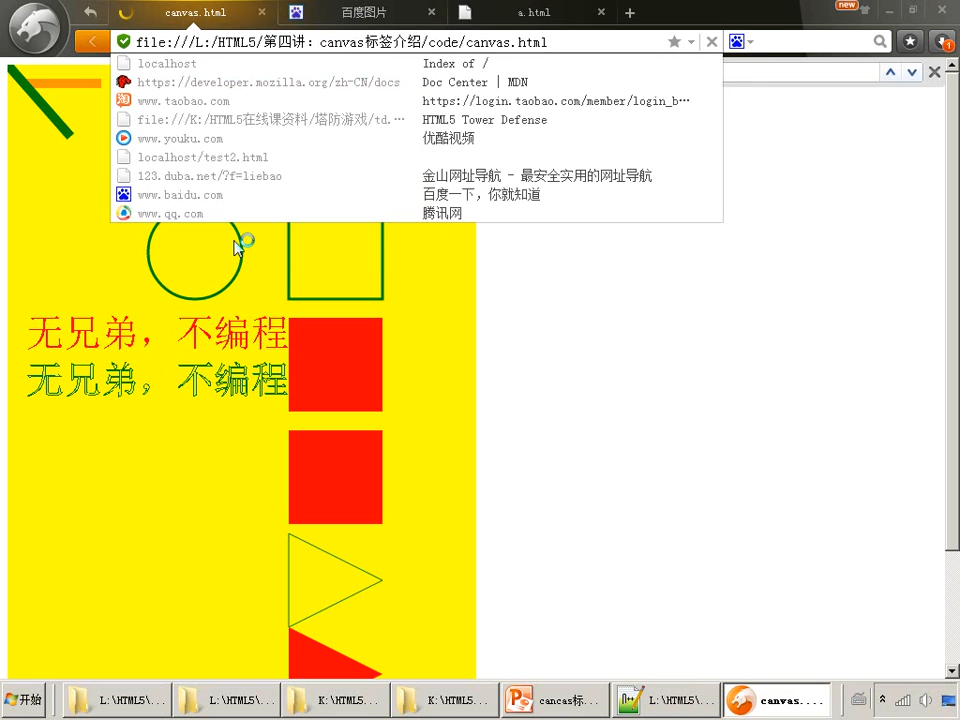 canvas.html
百度图片
a.html
new
file:///L:/HTML5/第四讲：canvas标签介绍/code/canvas.html
1
localhost Index of /
https://developer.mozilla.org/zh-CN/docs Doc Center | MDN
www.taobao.com https://login.taobao.com/member/login_b…
file:///K:/HTML5在线课资料/塔防游戏/td.… HTML5 Tower Defense
www.youku.com 优酷视频
localhost/test2.html
123.duba.net/?f=liebao 金山网址导航 - 最安全实用的网址导航
www.baidu.com 百度一下，你就知道
www.qq.com 腾讯网
无兄弟，不编程
无兄弟，不编程
开始
L:\HTML5\...
L:\HTML5\...
K:\HTML5...
K:\HTML5...
cancas标...
L:\HTML5\...
canvas....